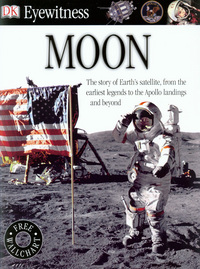 DK Eyewitness
MOON
The story of Earth's satellite, from the
earliest legends to the Apollo landings
and beyond
FREE
WALLCHART